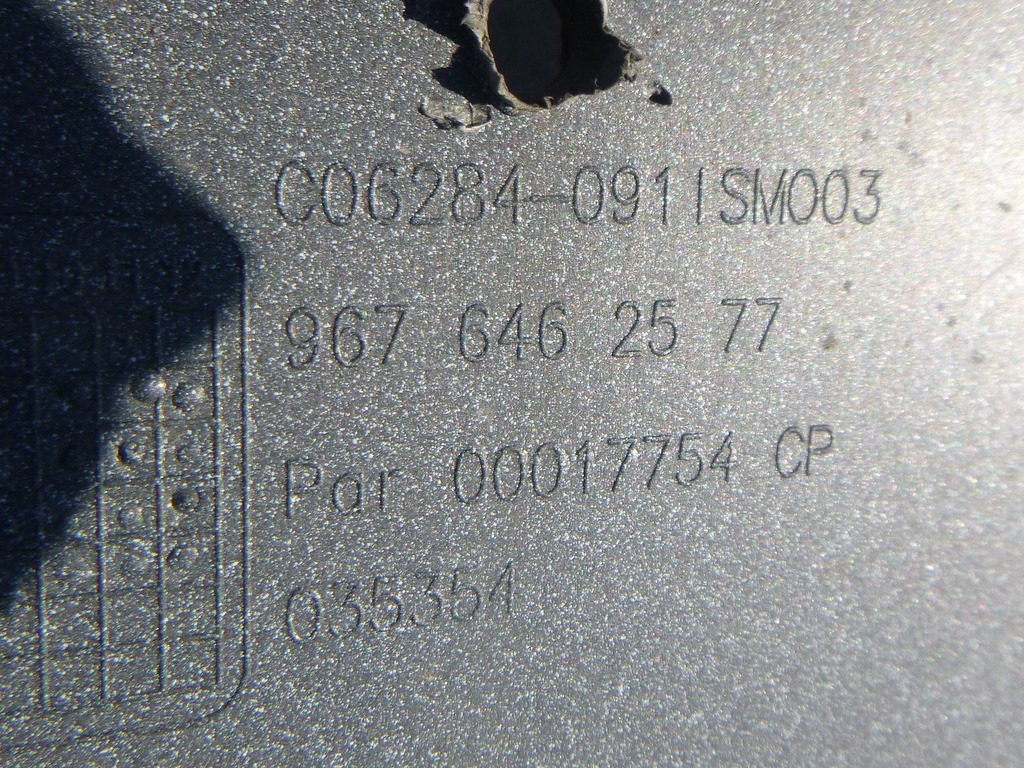 C06284-0911SM003
967 646 25 77
Par 00017754 CP
035354